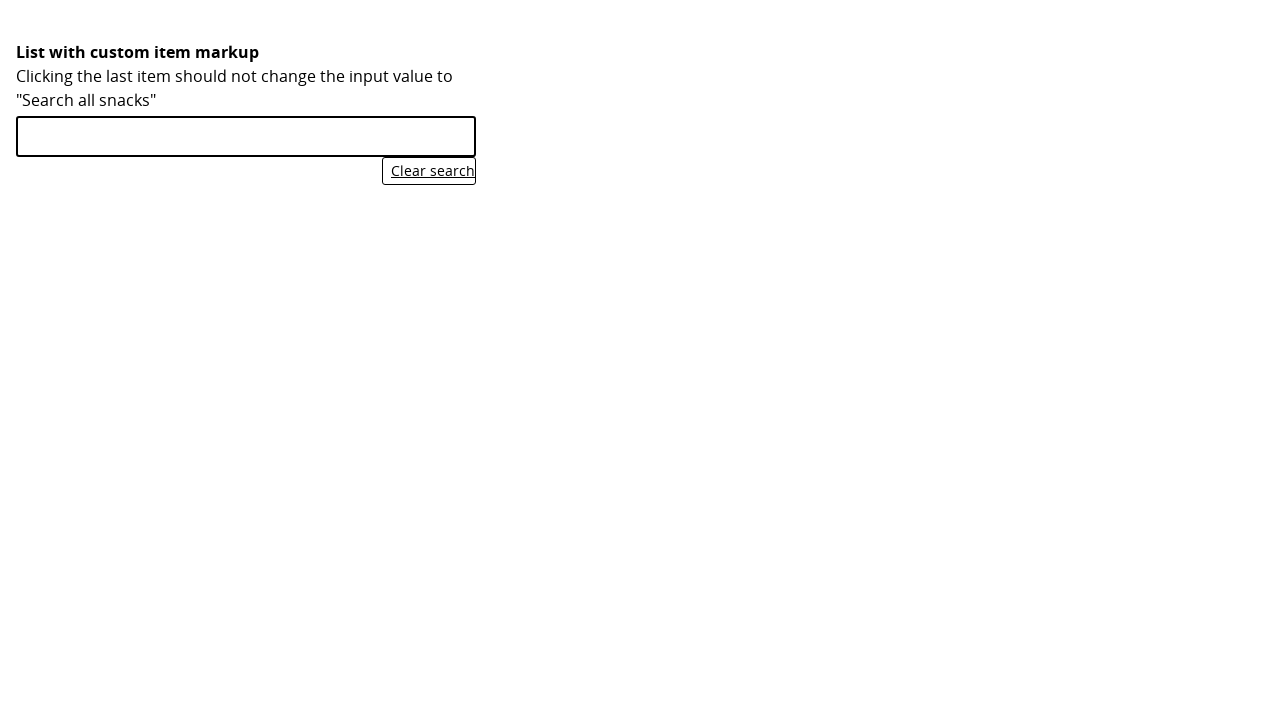 List with custom item markup
Clicking the last item should not change the input value to
"Search all snacks"
Clear search